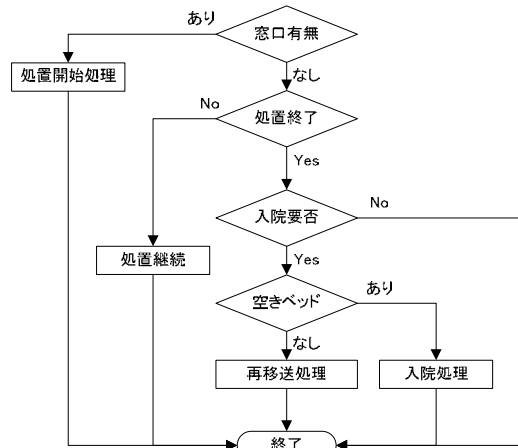 あり
窓口有無
処置開始処理
なし
No
処置終了
Yes
入院要否
No
処置継続
Yes
空きベッド
あり
なし
再移送処理
入院処理
終了